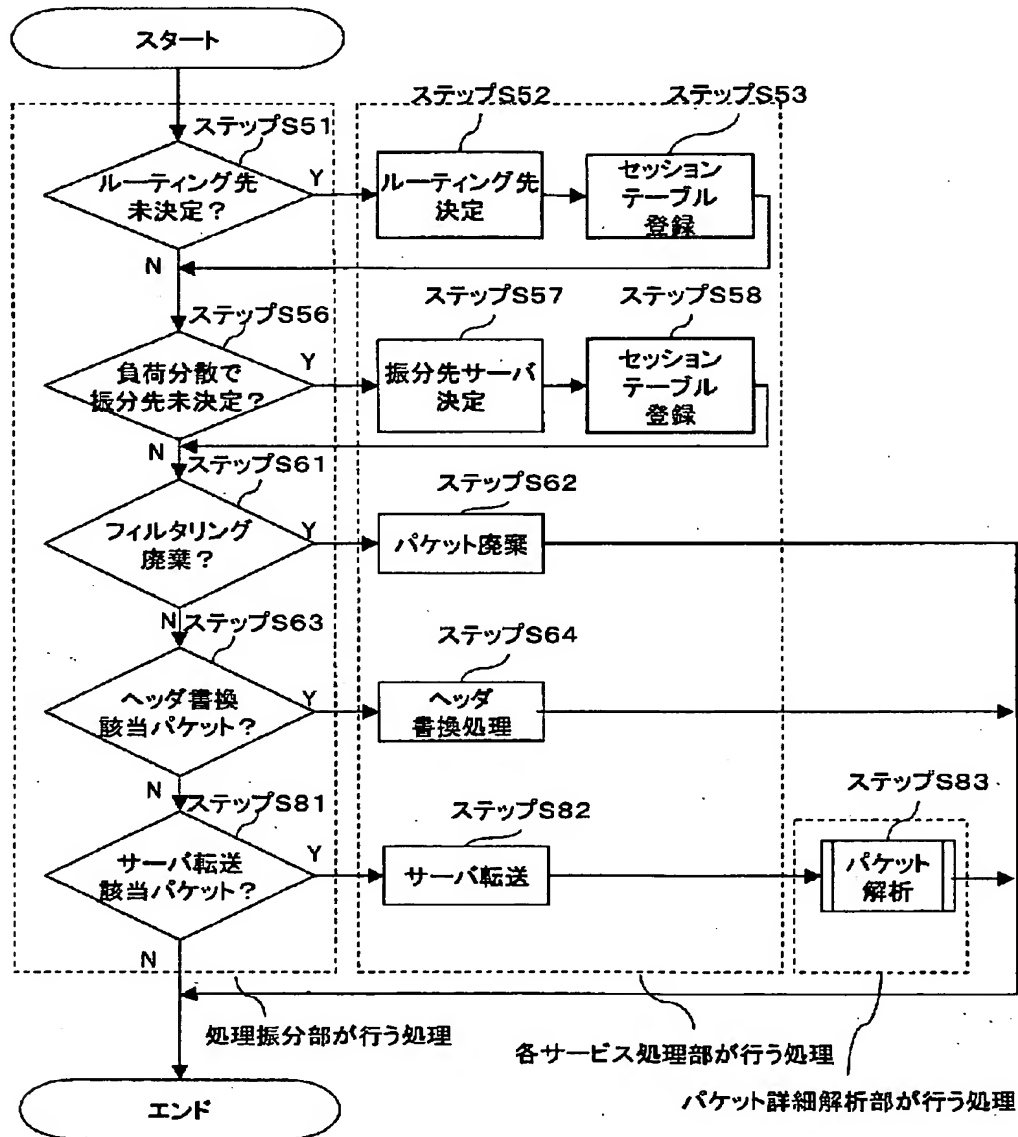 スタート
ステップS51
ステップS52
ステップS53
ルーティング先
未決定?
Y
ルーティング先
決定
セッション
テーブル
登録
N
ステップS56
ステップS57
ステップS58
負荷分散で
振分先未決定?
Y
振分先サーバ
決定
セッション
テーブル
登録
N
ステップS61
ステップS62
フィルタリング
廃棄?
Y
パケット廃棄
N
ステップS63
ステップS64
ヘッダ書換
該当パケット?
Y
ヘッダ
書換処理
N
ステップS81
ステップS82
ステップS83
サーバ転送
該当パケット?
Y
サーバ転送
パケット
解析
N
処理振分部が行う処理
各サービス処理部が行う処理
パケット詳細解析部が行う処理
エンド